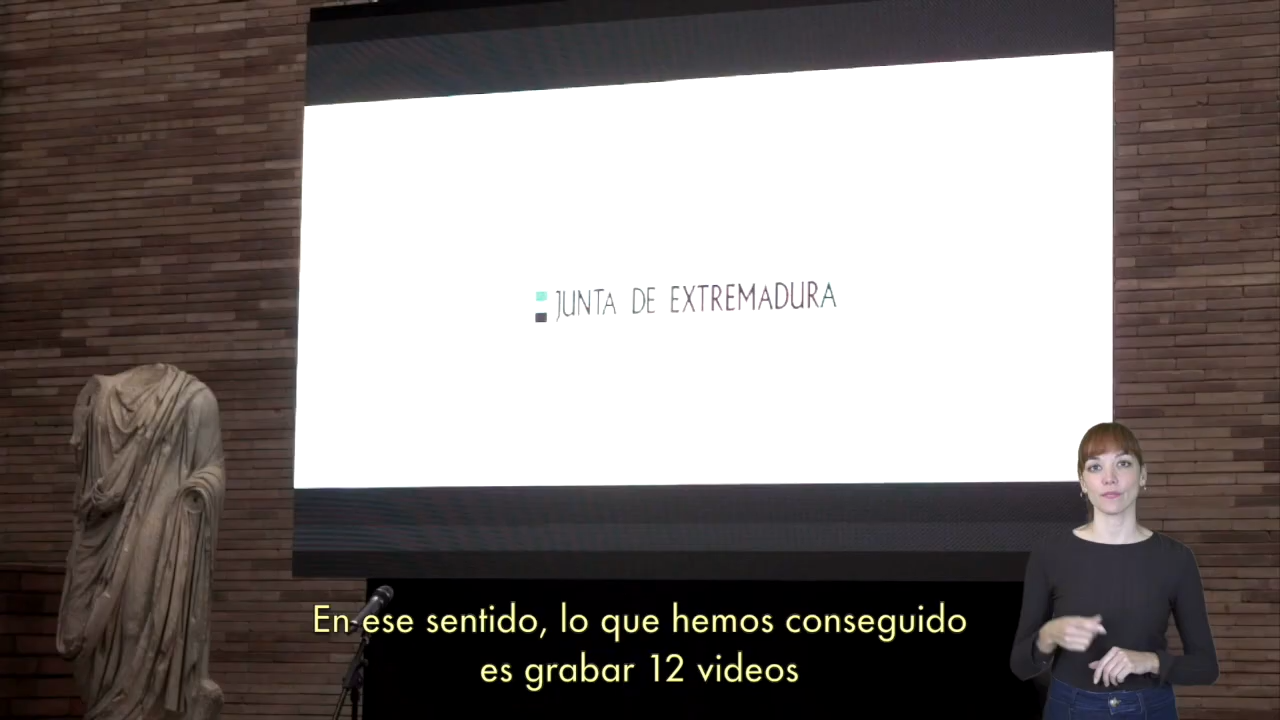 JUNTA DE EXTREMADURA
En ese sentido, lo que hemos conseguido
es grabar 12 videos